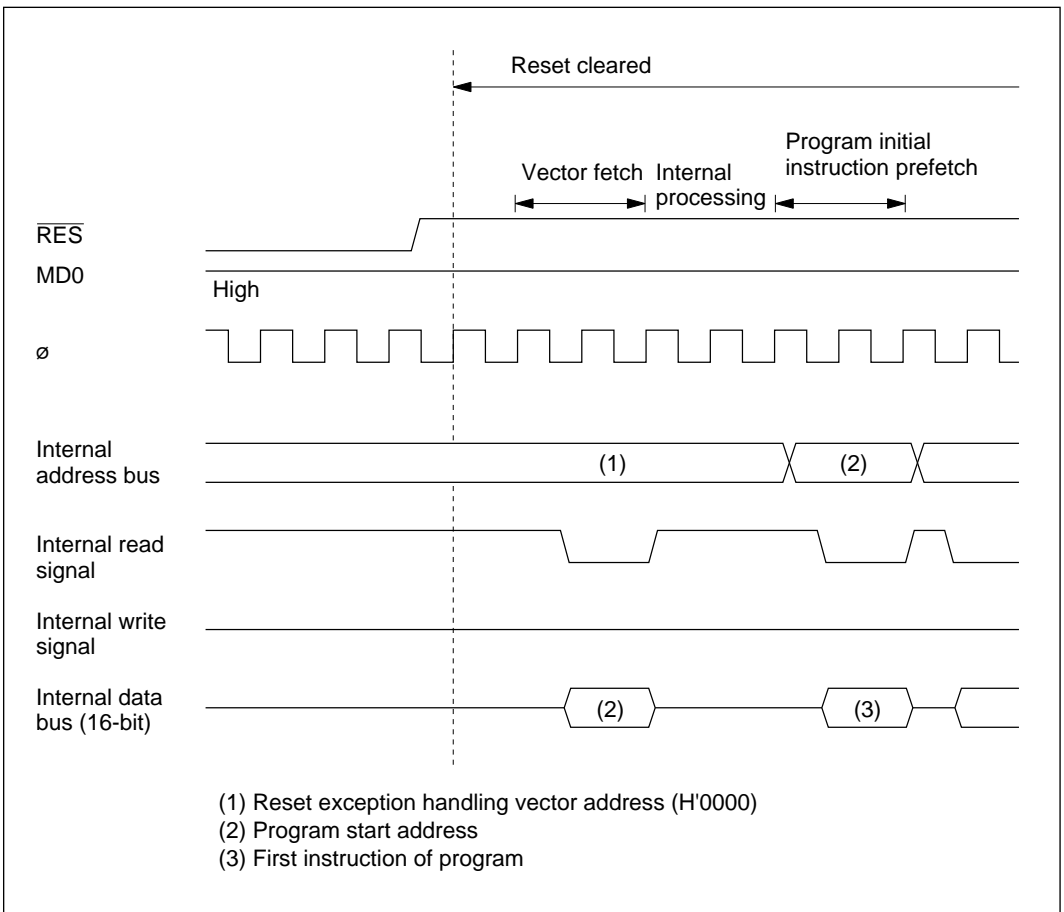 Reset cleared
Program initial
Vector fetch Internal instruction prefetch
processing
RES
MD0
High
ø
Internal
address bus
(1)
(2)
Internal read
signal
Internal write
signal
Internal data
bus (16-bit)
(2)
(3)
(1) Reset exception handling vector address (H'0000)
(2) Program start address
(3) First instruction of program